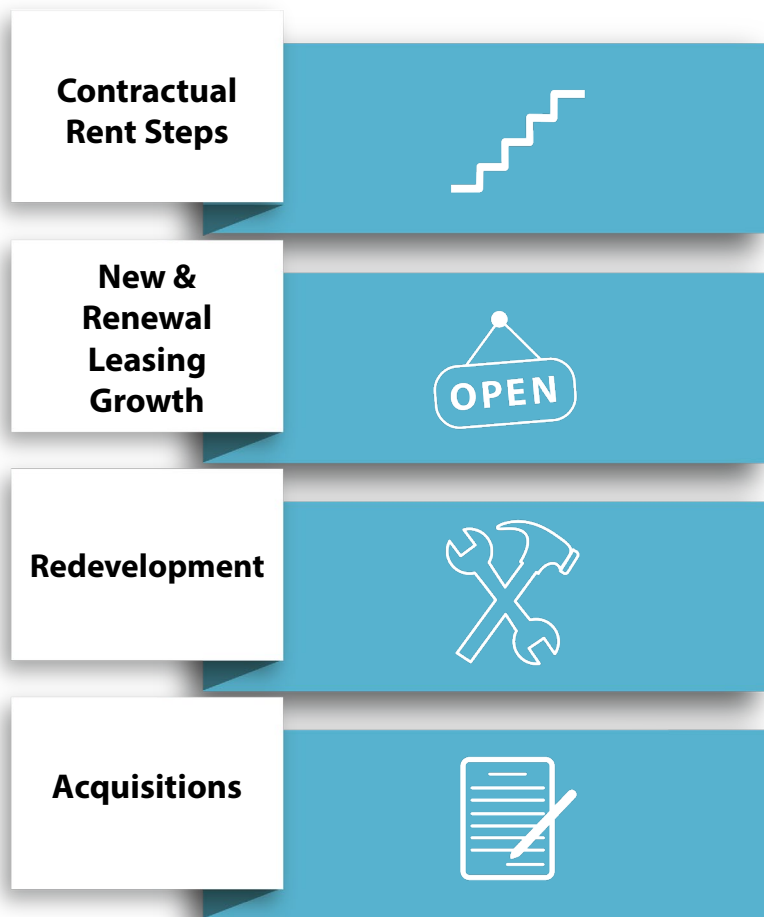 Contractual
Rent Steps
New &
Renewal
Leasing
Growth
OPEN
Redevelopment
Acquisitions